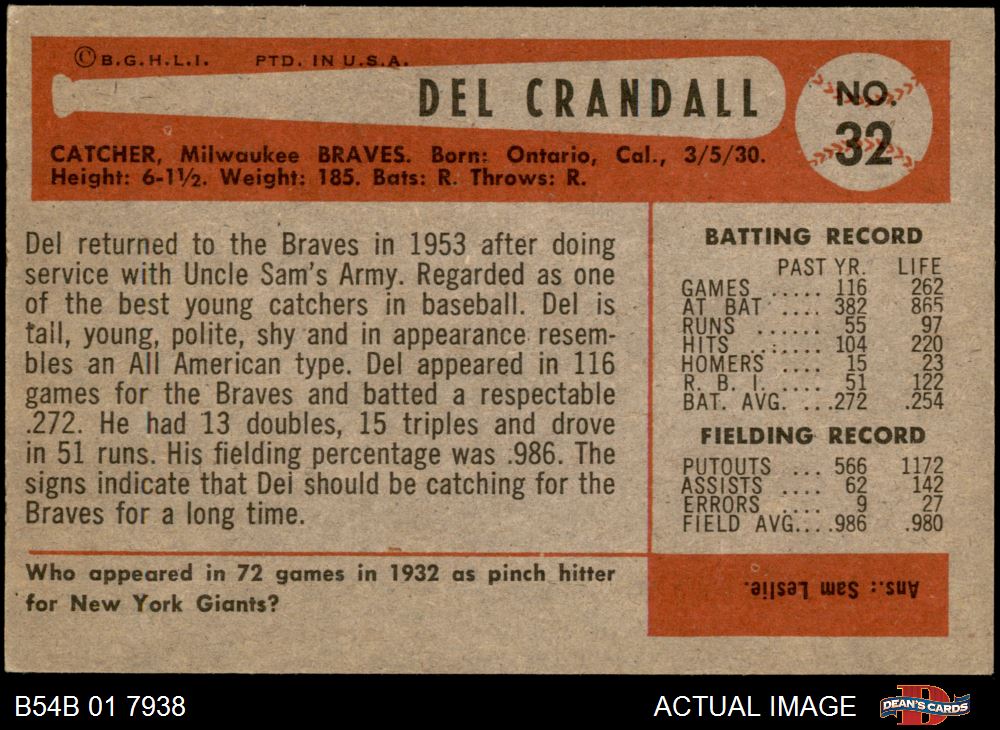 ©B.G.H.L.I. PTD. IN U.S.A.
DEL CRANDALL
NO.
32
CATCHER, Milwaukee BRAVES. Born: Ontario, Cal., 3/5/30.
Height: 6-1½. Weight: 185. Bats: R. Throws: R.
Del returned to the Braves in 1953 after doing
service with Uncle Sam's Army. Regarded as one
of the best young catchers in baseball. Del is
tall, young, polite, shy and in appearance resem-
bles an All American type. Del appeared in 116
games for the Braves and batted a respectable
.272. He had 13 doubles, 15 triples and drove
in 51 runs. His fielding percentage was .986. The
signs indicate that Del should be catching for the
Braves for a long time.
BATTING RECORD
PAST YR. LIFE
GAMES ..... 116 262
AT BAT .... 382 865
RUNS ...... 55 97
HITS ...... 104 220
HOMERS .... 15 23
R. B. I. .... 51 122
BAT. AVG. ...272 .254
FIELDING RECORD
PUTOUTS ... 566 1172
ASSISTS .... 62 142
ERRORS .... 9 27
FIELD AVG....986 .980
Who appeared in 72 games in 1932 as pinch hitter
for New York Giants?
Ans.: Sam Leslie.
B54B 01 7938
ACTUAL IMAGE
D
DEAN'S CARDS